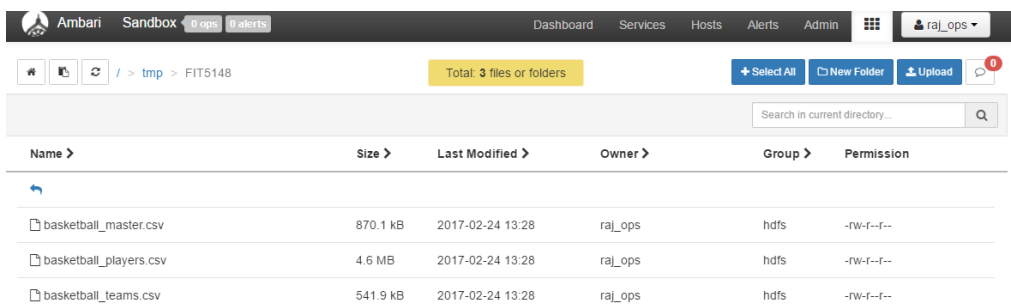 Ambari Sandbox 0 ops 0 alerts Dashboard Services Hosts Alerts Admin raj_ops
/ > tmp > FIT5148 Total: 3 files or folders Select All New Folder Upload 0
Search in current directory...
Name > Size > Last Modified > Owner > Group > Permission
basketball_master.csv 870.1 kB 2017-02-24 13:28 raj_ops hdfs -rw-r--r--
basketball_players.csv 4.6 MB 2017-02-24 13:28 raj_ops hdfs -rw-r--r--
basketball_teams.csv 541.9 kB 2017-02-24 13:28 raj_ops hdfs -rw-r--r--